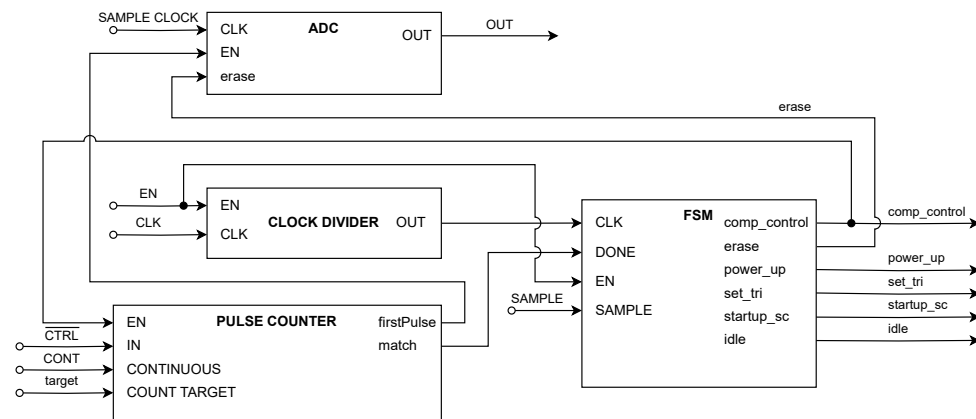 SAMPLE CLOCK
CLK
ADC
EN
OUT
OUT
erase
erase
EN
EN
CLOCK DIVIDER
OUT
CLK
CLK
FSM
CLK
comp_control
comp_control
DONE
erase
EN
power_up
power_up
SAMPLE
SAMPLE
set_tri
set_tri
startup_sc
startup_sc
idle
idle
PULSE COUNTER
EN
firstPulse
CTRL
IN
match
CONT
CONTINUOUS
target
COUNT TARGET